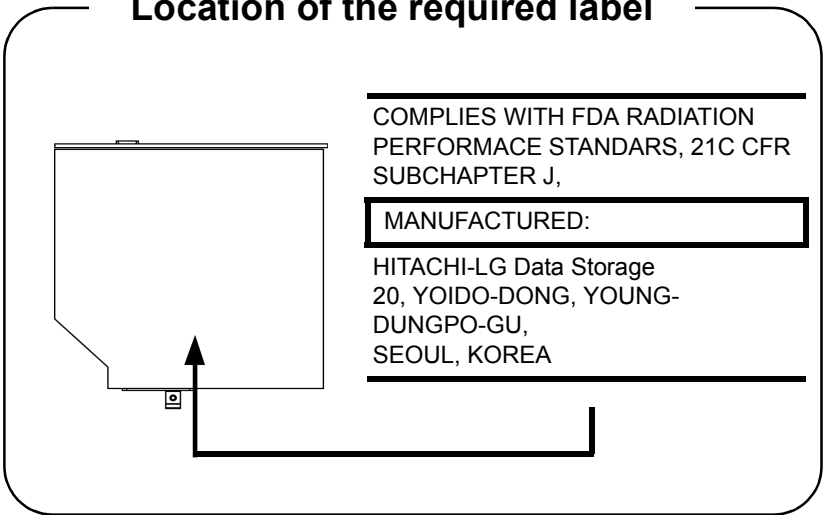 Location of the required label
COMPLIES WITH FDA RADIATION
PERFORMACE STANDARS, 21C CFR
SUBCHAPTER J,
MANUFACTURED:
HITACHI-LG Data Storage
20, YOIDO-DONG, YOUNG-
DUNGPO-GU,
SEOUL, KOREA